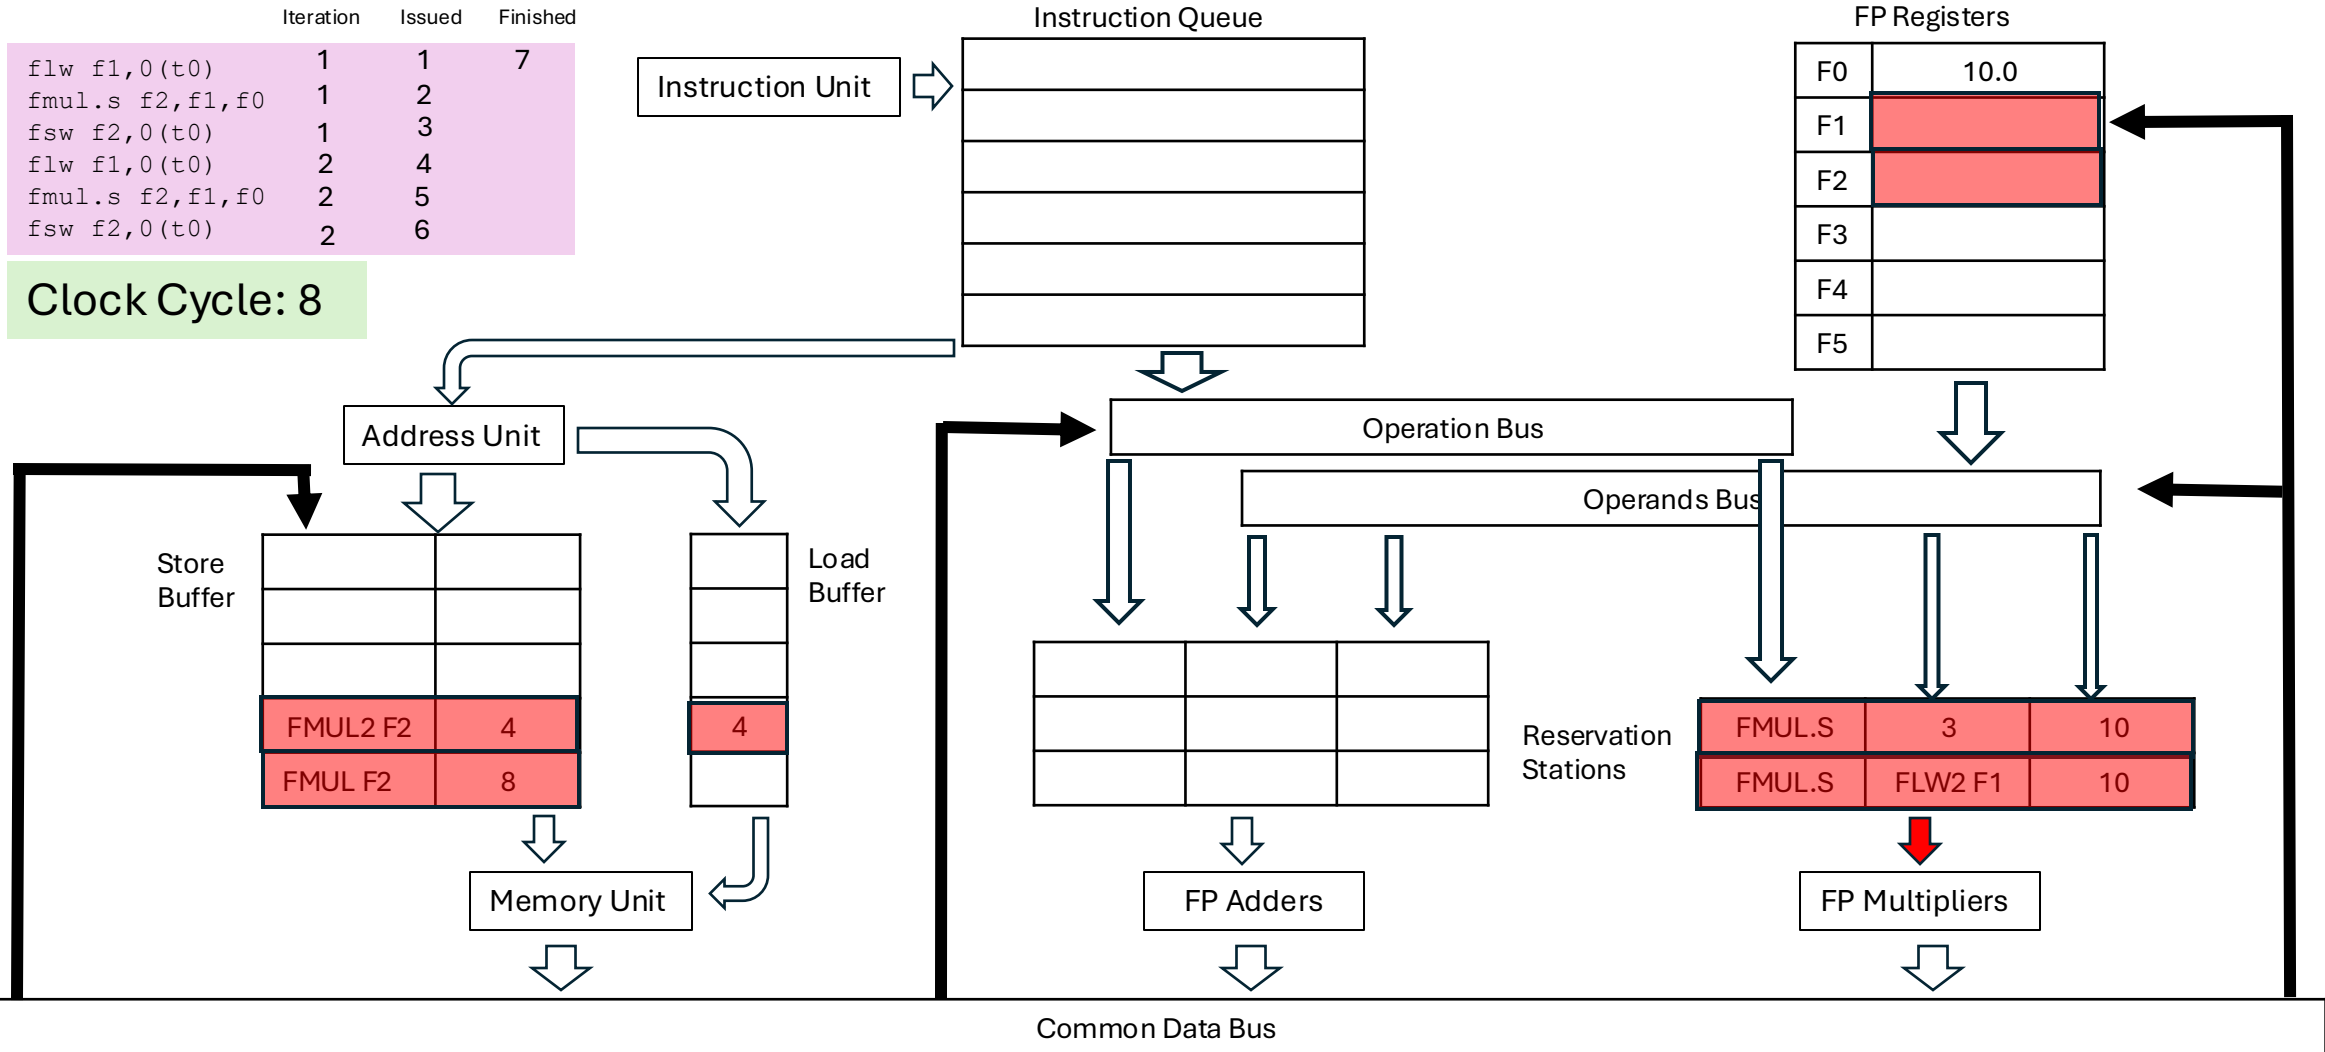 Iteration Issued Finished
flw f1,0(t0) 1 1 7
fmul.s f2,f1,f0 1 2
fsw f2,0(t0) 1 3
flw f1,0(t0) 2 4
fmul.s f2,f1,f0 2 5
fsw f2,0(t0) 2 6
Clock Cycle: 8
Instruction Unit
Instruction Queue
FP Registers
F0 10.0
F1
F2
F3
F4
F5
Address Unit
Operation Bus
Operands Bus
Store
Buffer
FMUL2 F2 4
FMUL F2 8
Load
Buffer
4
Memory Unit
FP Adders
Reservation
Stations
FMUL.S 3 10
FMUL.S FLW2 F1 10
FP Multipliers
Common Data Bus